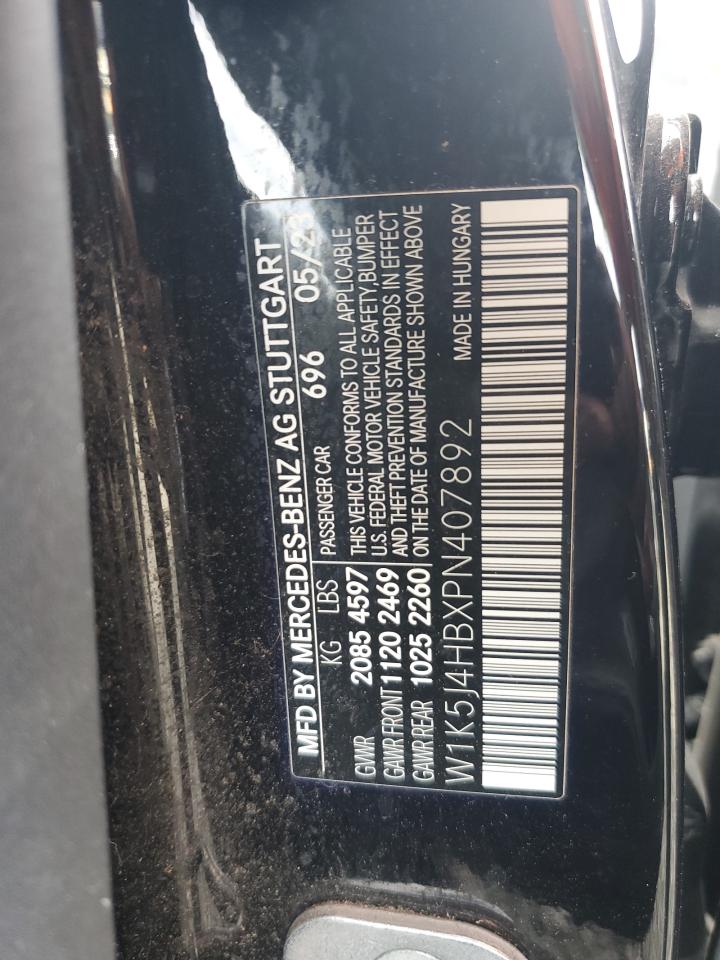 MFD BY MERCEDES-BENZ AG STUTTGART
696 05/23
KG LBS PASSENGER CAR
GVWR 2085 4597
GAWR FRONT 1120 2469
GAWR REAR 1025 2260
THIS VEHICLE CONFORMS TO ALL APPLICABLE
U.S. FEDERAL MOTOR VEHICLE SAFETY, BUMPER
AND THEFT PREVENTION STANDARDS IN EFFECT
ON THE DATE OF MANUFACTURE SHOWN ABOVE
W1K5J4HBXPN407892 MADE IN HUNGARY